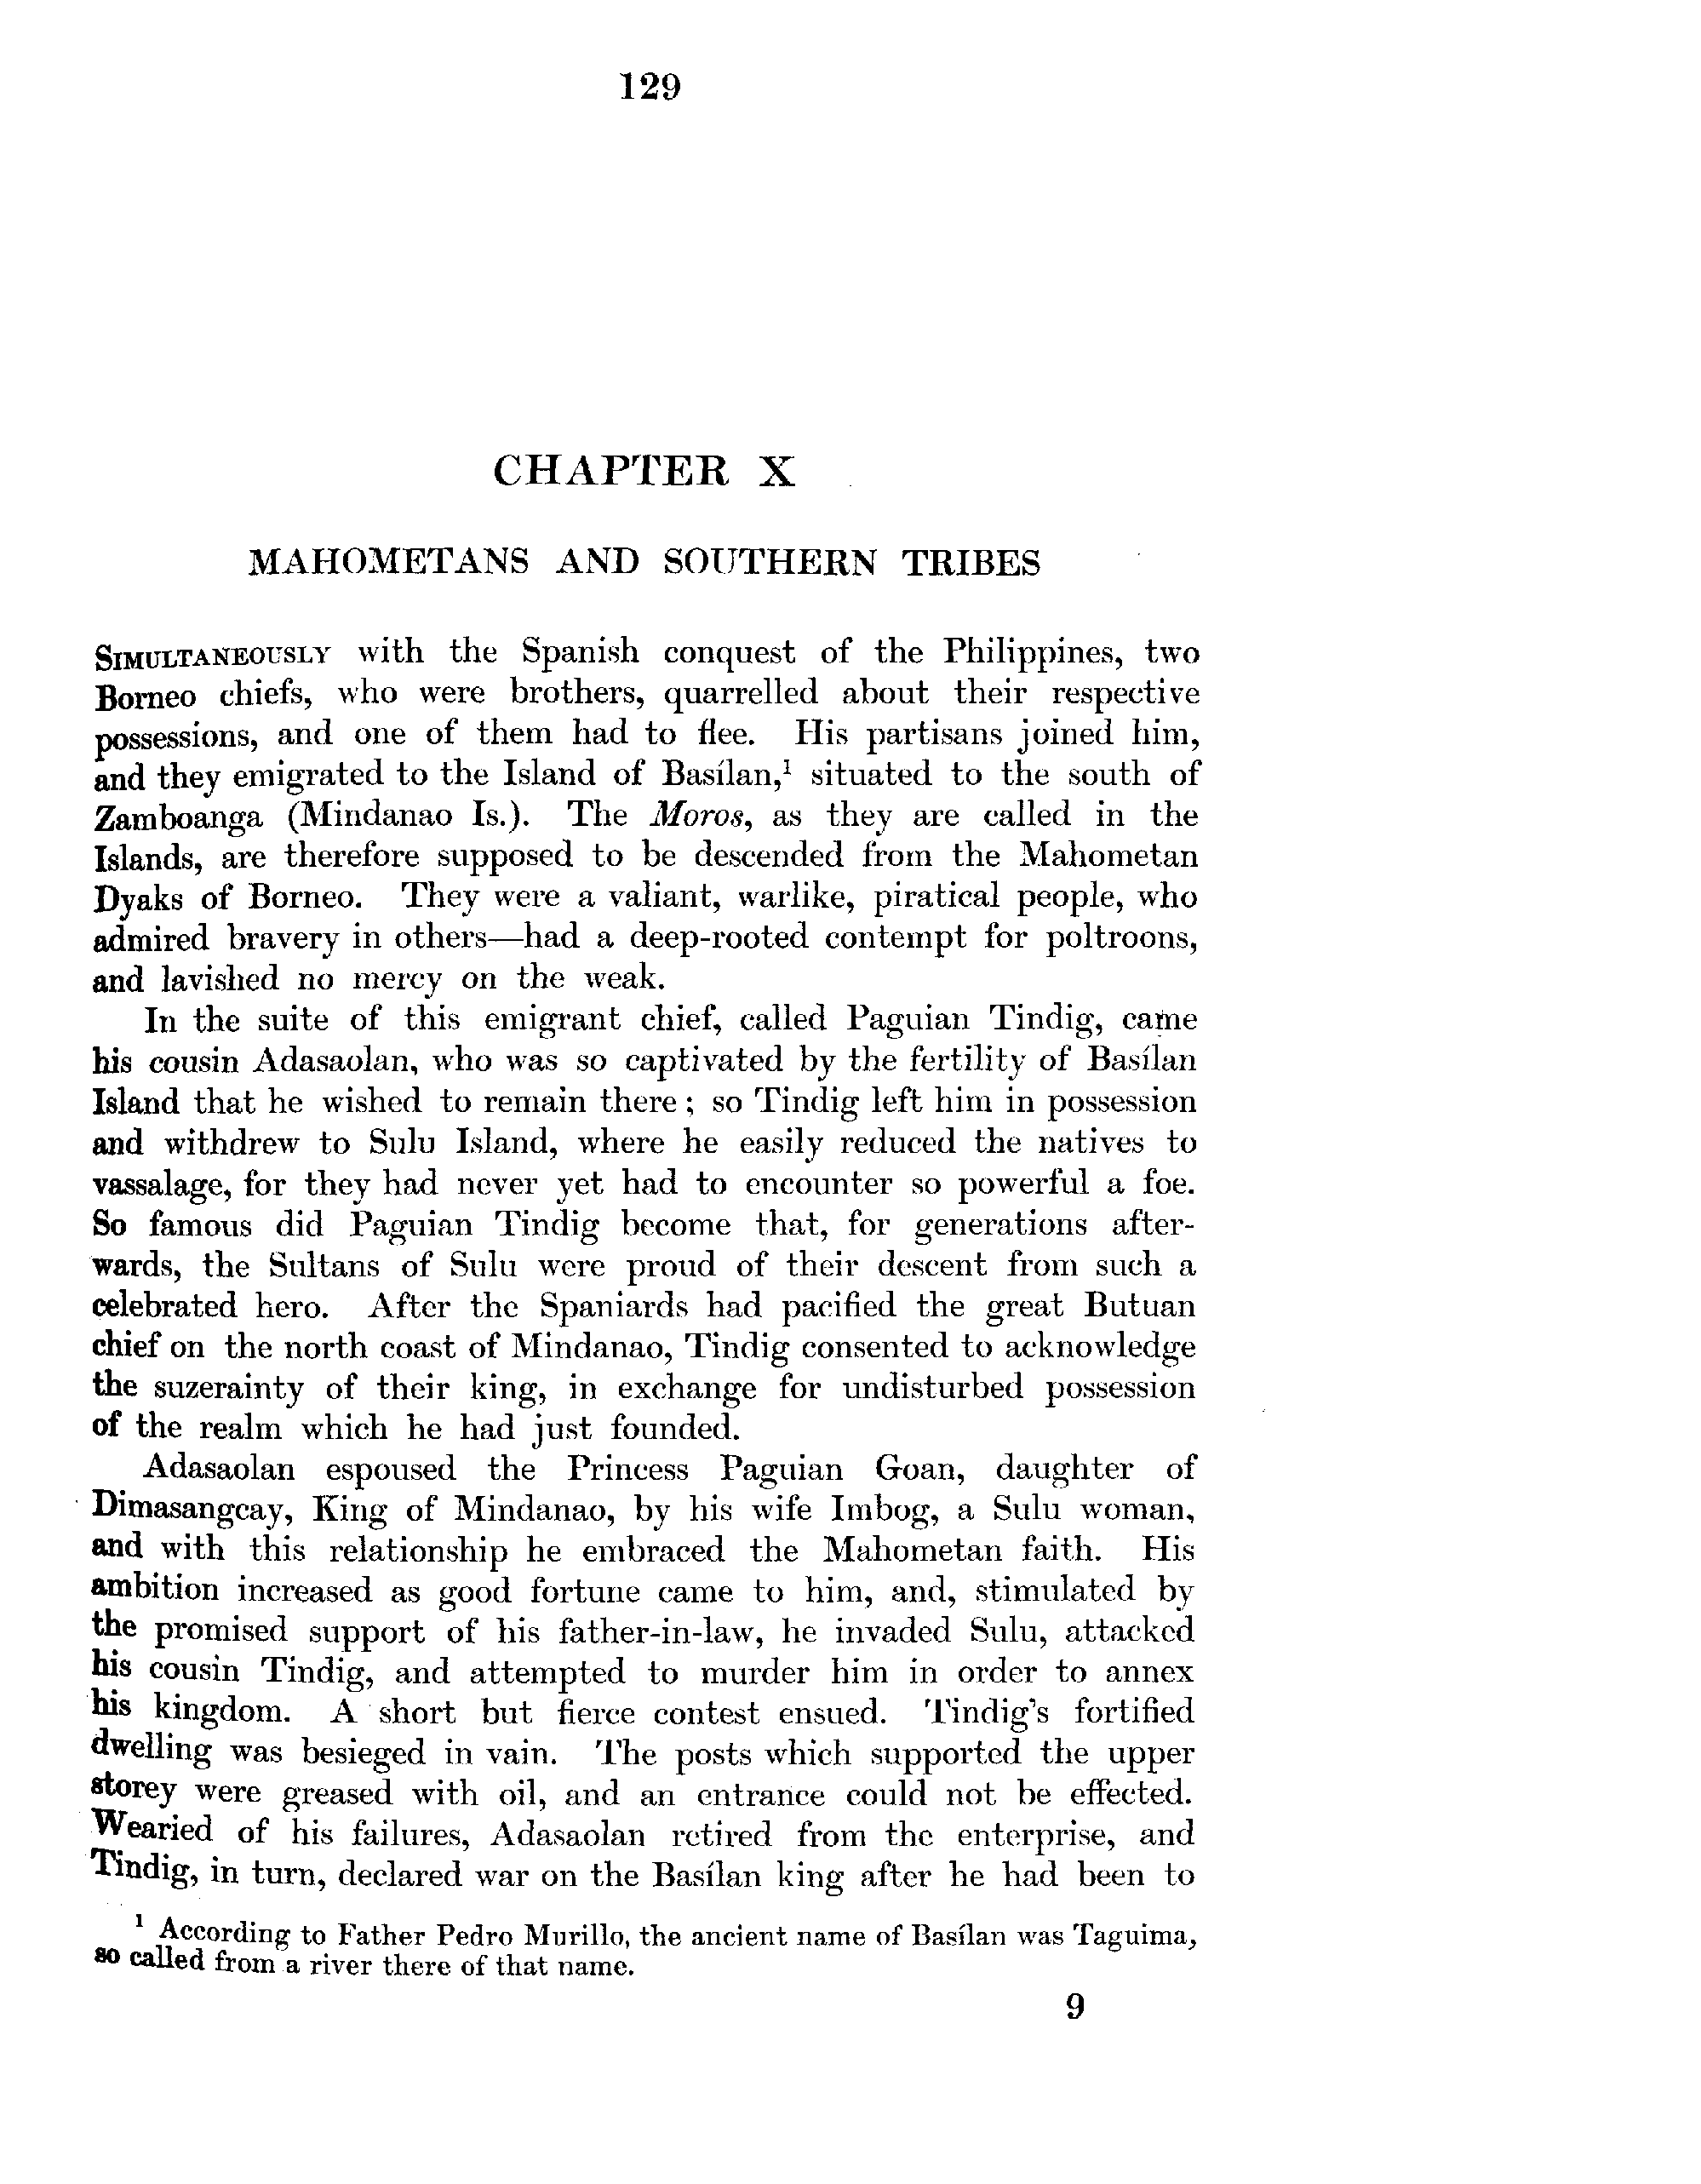 129
CHAPTER X
MAHOMETANS AND SOUTHERN TRIBES
SIMULTANEOUSLY with the Spanish conquest of the Philippines, two
Borneo chiefs, who were brothers, quarrelled about their respective
possessions, and one of them had to flee. His partisans joined him,
and they emigrated to the Island of Basílan,¹ situated to the south of
Zamboanga (Mindanao Is.). The Moros, as they are called in the
Islands, are therefore supposed to be descended from the Mahometan
Dyaks of Borneo. They were a valiant, warlike, piratical people, who
admired bravery in others—had a deep-rooted contempt for poltroons,
and lavished no mercy on the weak.
In the suite of this emigrant chief, called Paguian Tindig, came
his cousin Adasaolan, who was so captivated by the fertility of Basílan
Island that he wished to remain there; so Tindig left him in possession
and withdrew to Sulu Island, where he easily reduced the natives to
vassalage, for they had never yet had to encounter so powerful a foe.
So famous did Paguian Tindig become that, for generations after-
wards, the Sultans of Sulu were proud of their descent from such a
celebrated hero. After the Spaniards had pacified the great Butuan
chief on the north coast of Mindanao, Tindig consented to acknowledge
the suzerainty of their king, in exchange for undisturbed possession
of the realm which he had just founded.
Adasaolan espoused the Princess Paguian Goan, daughter of
Dimasangcay, King of Mindanao, by his wife Imbog, a Sulu woman,
and with this relationship he embraced the Mahometan faith. His
ambition increased as good fortune came to him, and, stimulated by
the promised support of his father-in-law, he invaded Sulu, attacked
his cousin Tindig, and attempted to murder him in order to annex
his kingdom. A short but fierce contest ensued. Tindig's fortified
dwelling was besieged in vain. The posts which supported the upper
storey were greased with oil, and an entrance could not be effected.
Wearied of his failures, Adasaolan retired from the enterprise, and
Tindig, in turn, declared war on the Basílan king after he had been to
¹ According to Father Pedro Murillo, the ancient name of Basílan was Taguima,
so called from a river there of that name.
9